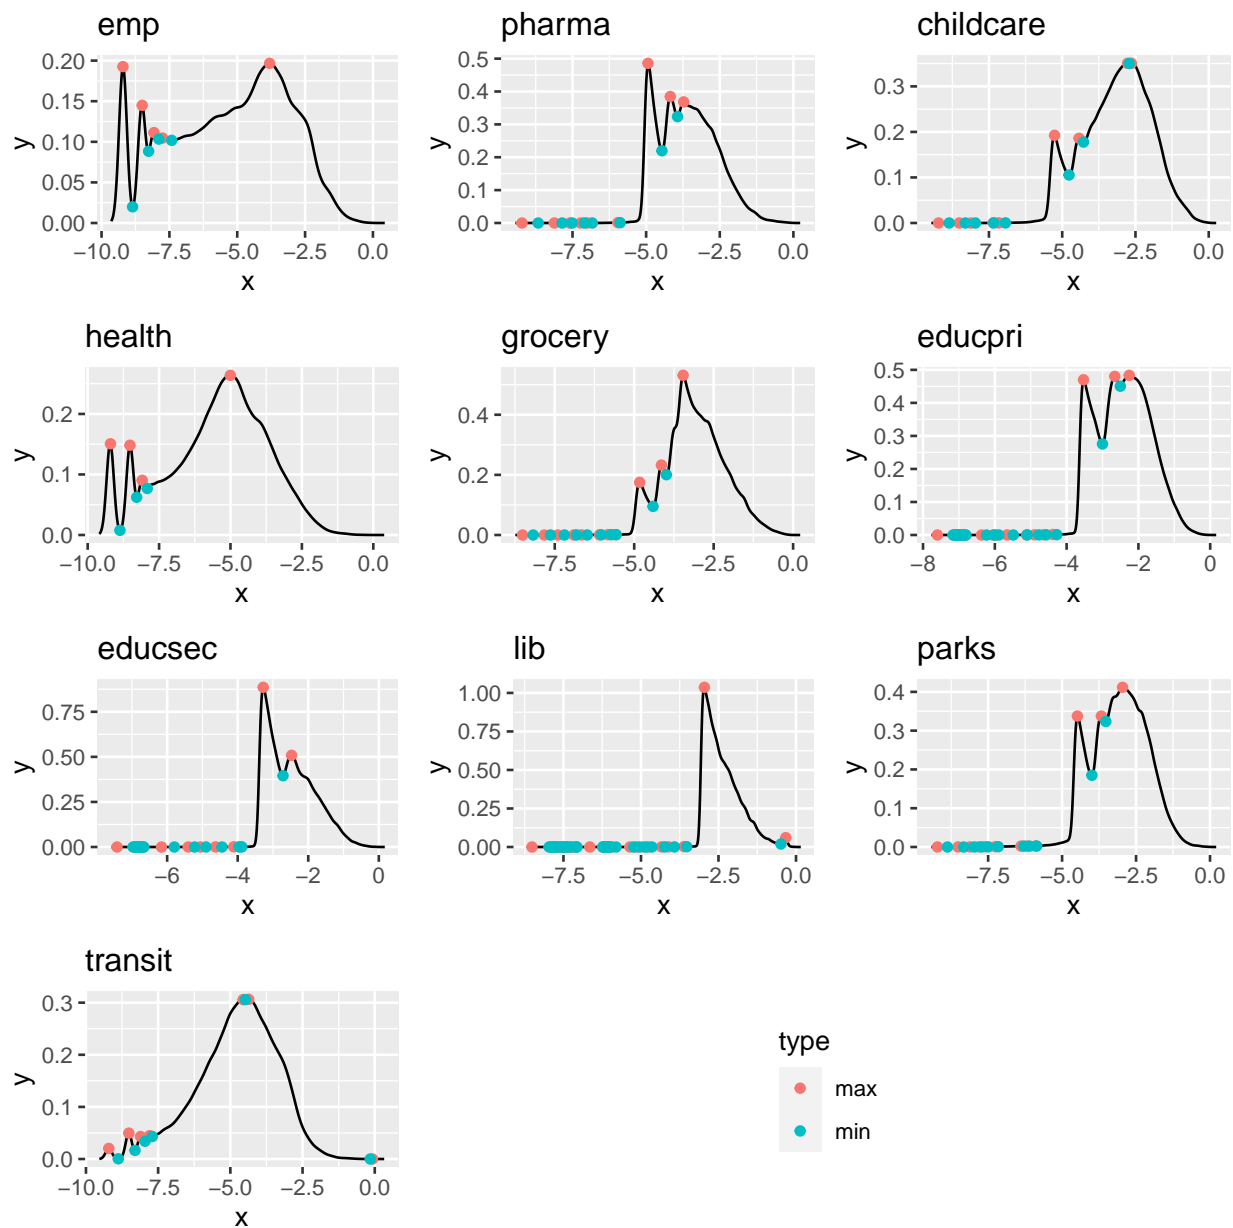 emp
0.20
0.15
0.10
0.05
0.00
y
−10.0 −7.5 −5.0 −2.5 0.0
x
pharma
0.5
0.4
0.3
0.2
0.1
0.0
y
−7.5 −5.0 −2.5 0.0
x
childcare
0.3
0.2
0.1
0.0
y
−7.5 −5.0 −2.5 0.0
x
health
0.2
0.1
0.0
y
−10.0 −7.5 −5.0 −2.5 0.0
x
grocery
0.4
0.2
0.0
y
−7.5 −5.0 −2.5 0.0
x
educpri
0.5
0.4
0.3
0.2
0.1
0.0
y
−8 −6 −4 −2 0
x
educsec
0.75
0.50
0.25
0.00
y
−6 −4 −2 0
x
lib
1.00
0.75
0.50
0.25
0.00
y
−7.5 −5.0 −2.5 0.0
x
parks
0.4
0.3
0.2
0.1
0.0
y
−7.5 −5.0 −2.5 0.0
x
transit
0.3
0.2
0.1
0.0
y
−10.0 −7.5 −5.0 −2.5 0.0
x
type
max
min